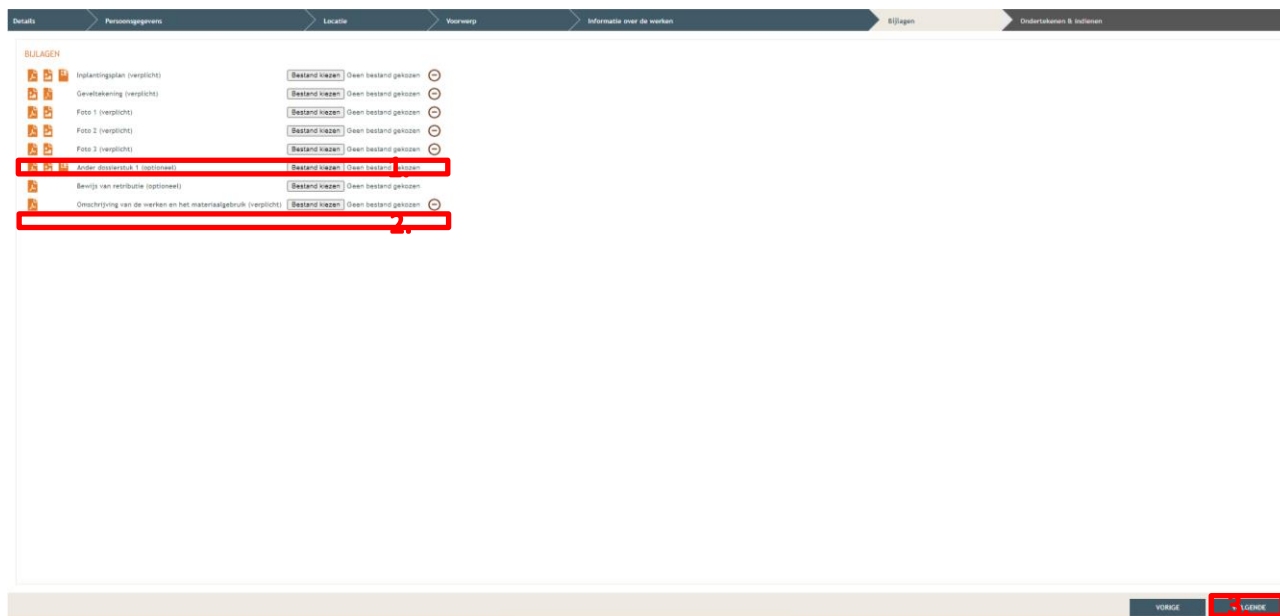 Details Persoonsgegevens Locatie Voorwerp Informatie over de werken Bijlagen Ondertekenen & indienen
BIJLAGEN
Inplantingsplan (verplicht) Bestand kiezen Geen bestand gekozen
Geveltekening (verplicht) Bestand kiezen Geen bestand gekozen
Foto 1 (verplicht) Bestand kiezen Geen bestand gekozen
Foto 2 (verplicht) Bestand kiezen Geen bestand gekozen
Foto 3 (verplicht) Bestand kiezen Geen bestand gekozen
Ander dossierstuk 1 (optioneel) Bestand kiezen Geen bestand gekozen
1.
Bewijs van retributie (optioneel) Bestand kiezen Geen bestand gekozen
Omschrijving van de werken en het materiaalgebruik (verplicht) Bestand kiezen Geen bestand gekozen
2.
VORIGE VOLGENDE